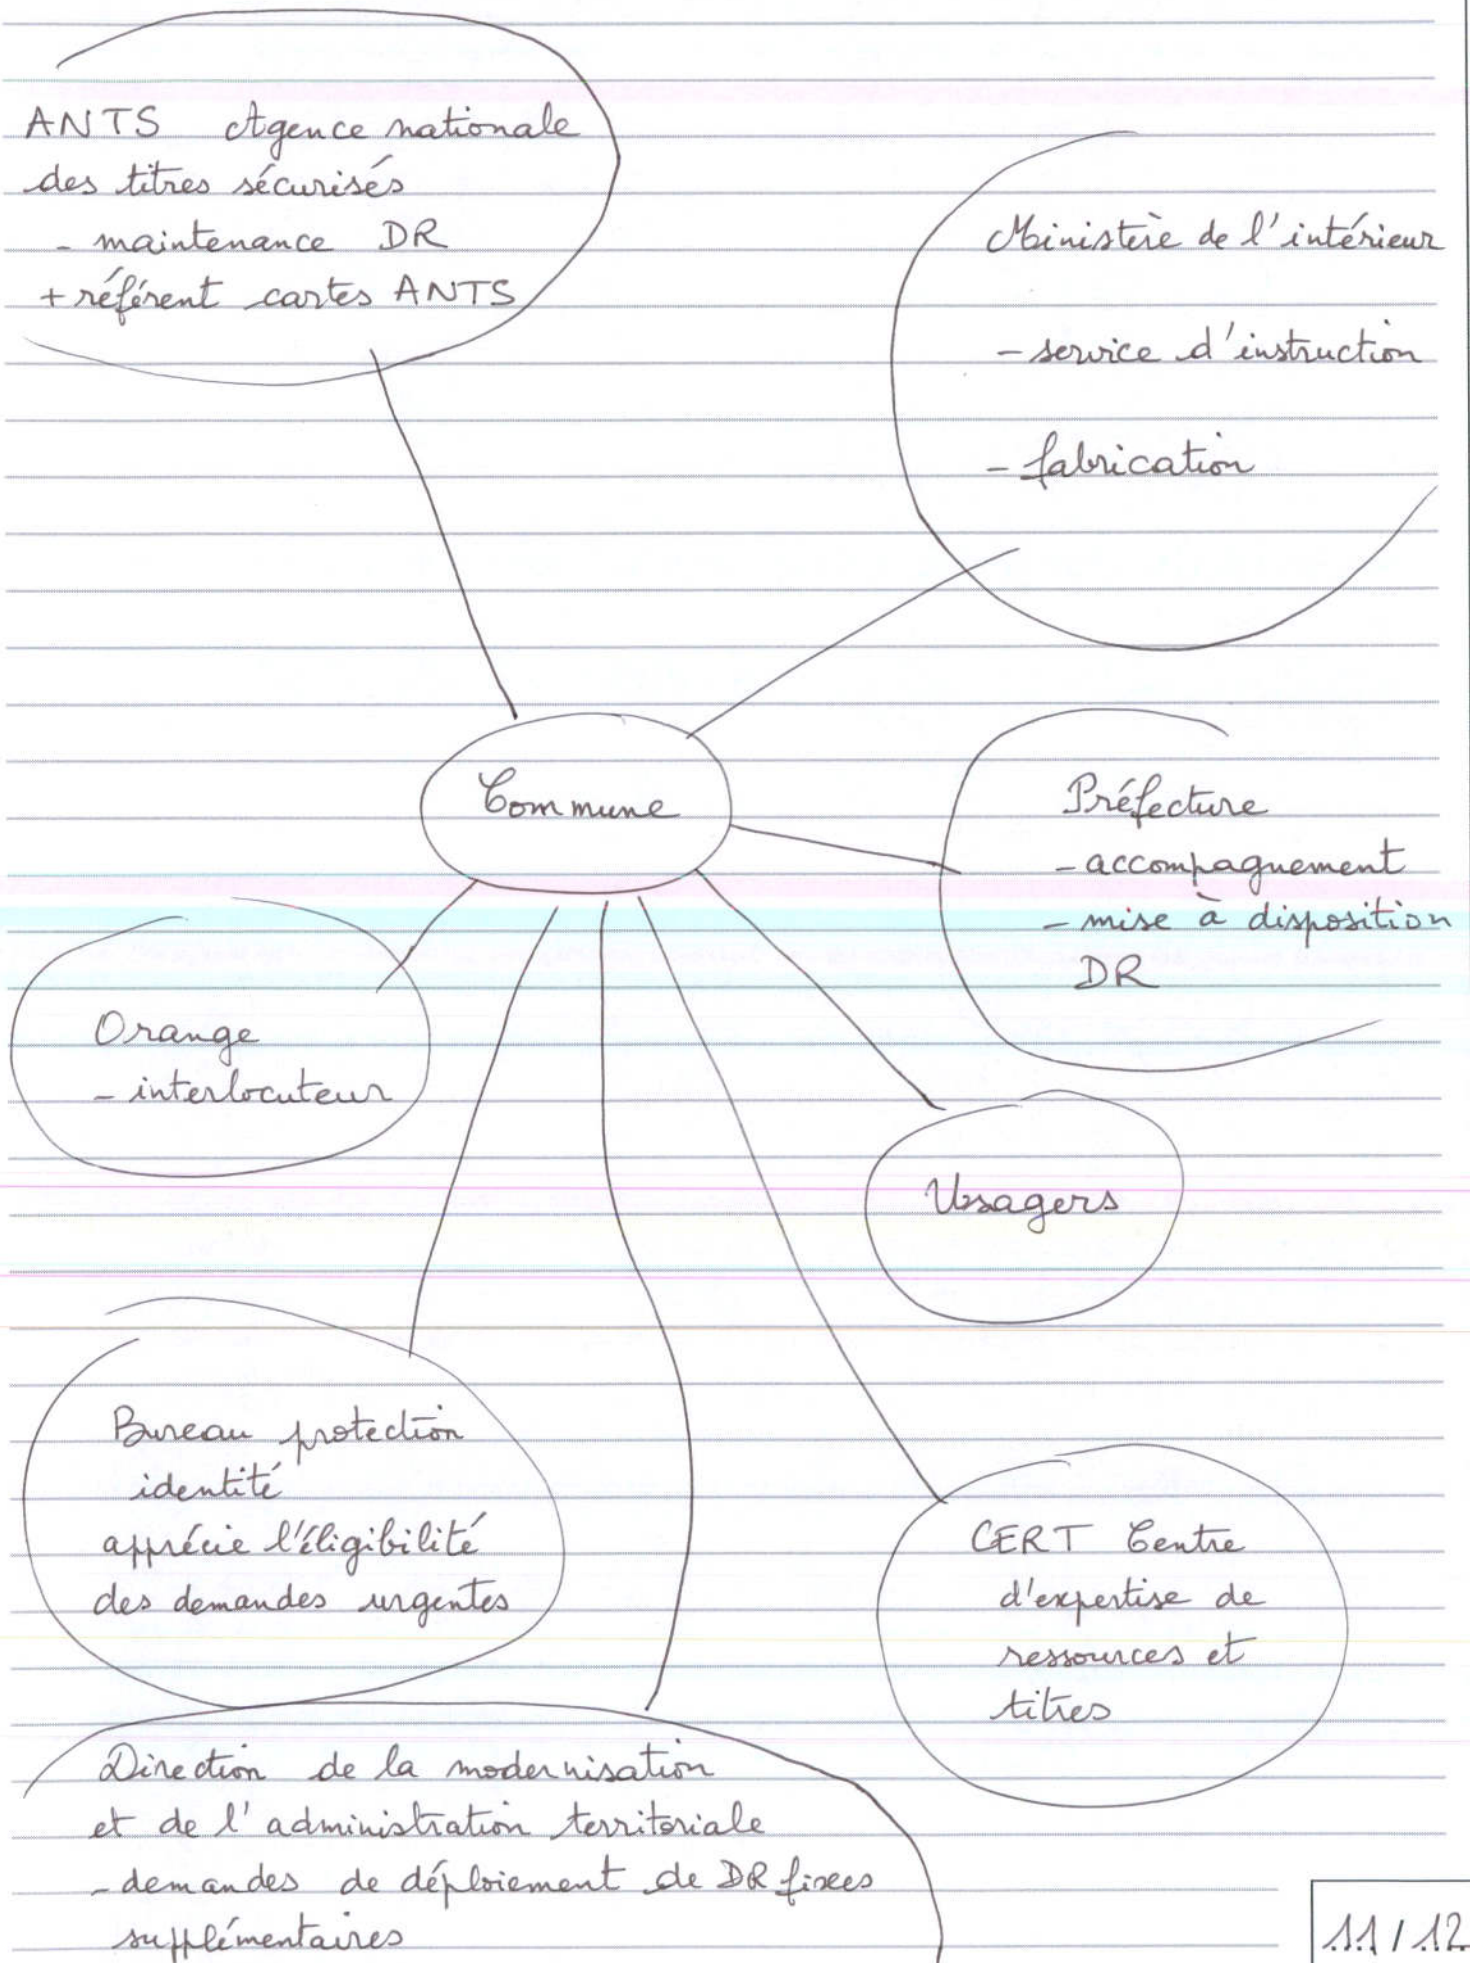 ANTS Agence nationale
des titres sécurisés
- maintenance DR
+ référent cartes ANTS
Ministère de l'intérieur
- service d'instruction
- fabrication
Commune
Préfecture
- accompagnement
- mise à disposition
DR
Orange
- interlocuteur
Usagers
Bureau protection
identité
apprécie l'éligibilité
des demandes urgentes
CERT Centre
d'expertise de
ressources et
titres
Direction de la modernisation
et de l'administration territoriale
- demandes de déploiement de DR fixees
supplémentaires
11/12